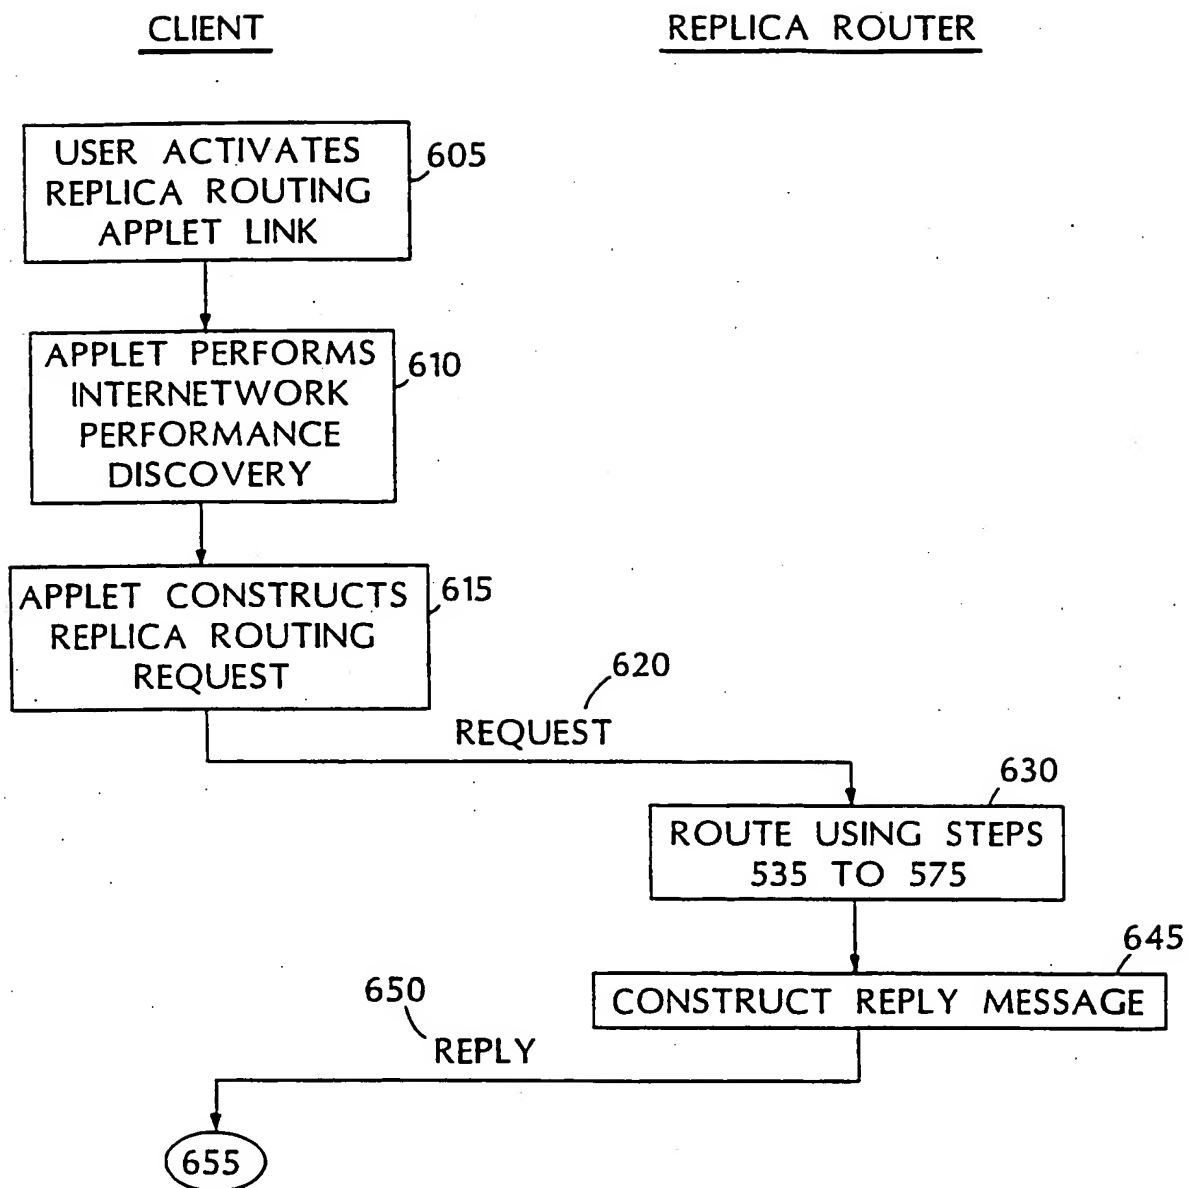 CLIENT
REPLICA ROUTER
USER ACTIVATES
REPLICA ROUTING
APPLET LINK
605
APPLET PERFORMS
INTERNETWORK
PERFORMANCE
DISCOVERY
610
APPLET CONSTRUCTS
REPLICA ROUTING
REQUEST
615
620
REQUEST
630
ROUTE USING STEPS
535 TO 575
645
CONSTRUCT REPLY MESSAGE
650
REPLY
655